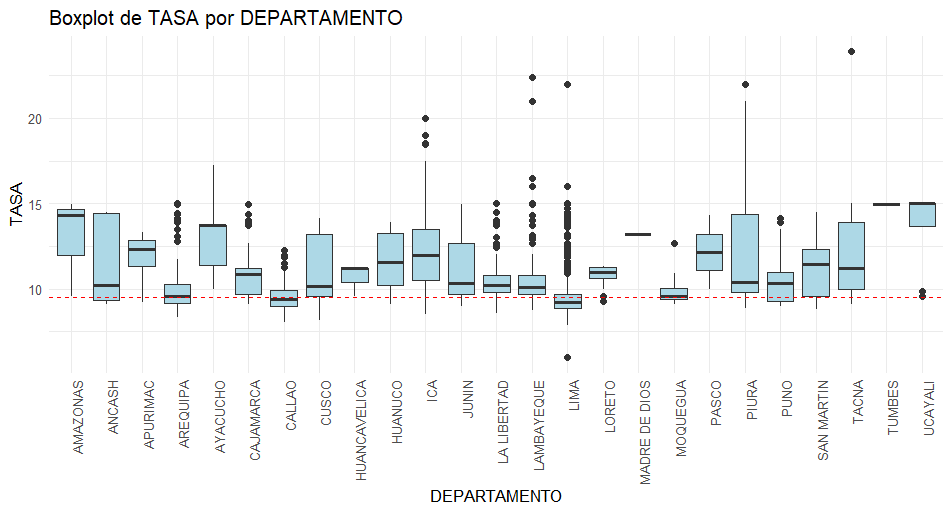 Boxplot de TASA por DEPARTAMENTO
TASA
20
15
10
AMAZONAS
ANCASH
APURIMAC
AREQUIPA
AYACUCHO
CAJAMARCA
CALLAO
CUSCO
HUANCAVELICA
HUANUCO
ICA
JUNIN
LA LIBERTAD
LAMBAYEQUE
LIMA
LORETO
MADRE DE DIOS
MOQUEGUA
PASCO
PIURA
PUNO
SAN MARTIN
TACNA
TUMBES
UCAYALI
DEPARTAMENTO